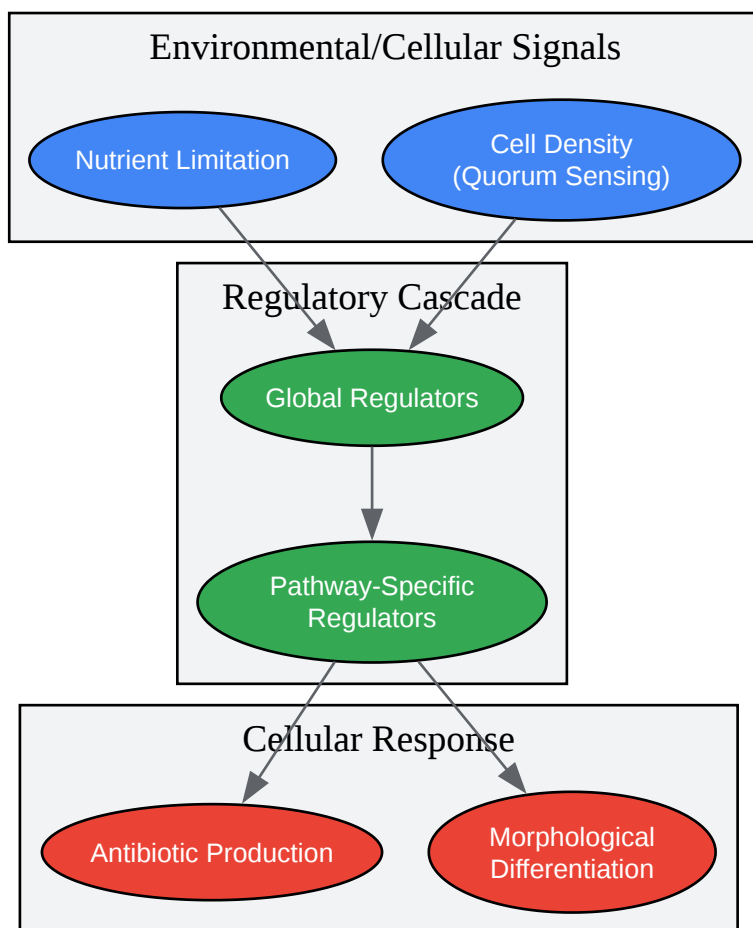 Environmental/Cellular Signals
Nutrient Limitation
Cell Density
(Quorum Sensing)
Regulatory Cascade
Global Regulators
Pathway-Specific
Regulators
Cellular Response
Antibiotic Production
Morphological
Differentiation